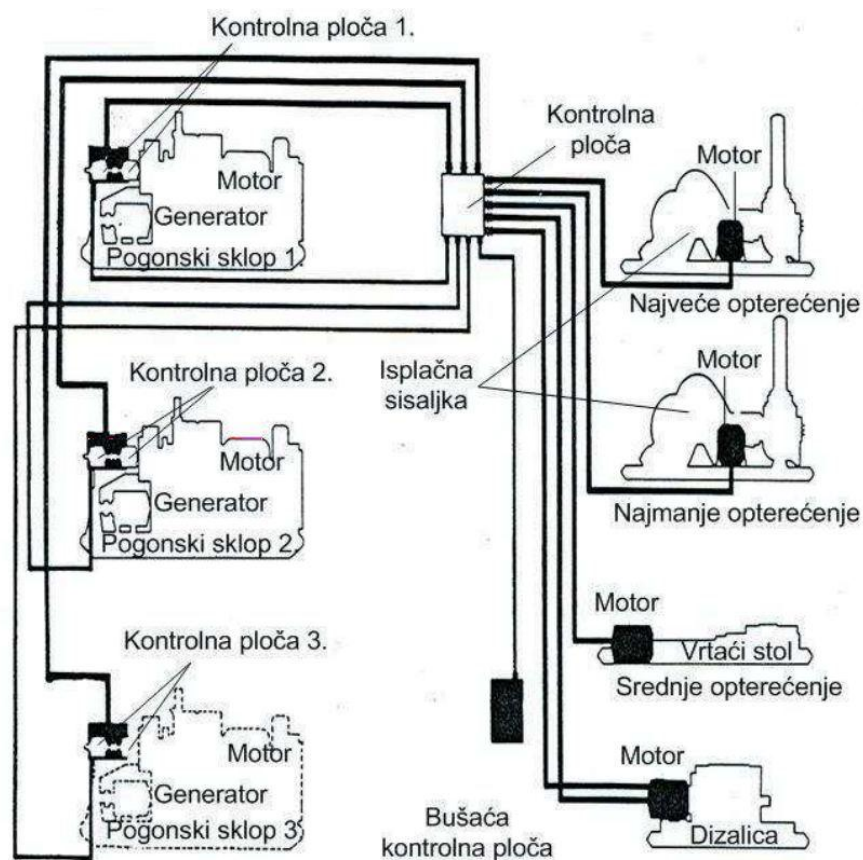 Kontrolna ploča 1.
Kontrolna
ploča
Motor
Motor
Generator
Pogonski sklop 1.
Najveće opterećenje
Kontrolna ploča 2.
Isplačna
sisaljka
Motor
Motor
Generator
Pogonski sklop 2.
Najmanje opterećenje
Kontrolna ploča 3.
Motor
Vrtaći stol
Srednje opterećenje
Motor
Generator
Pogonski sklop 3.
Motor
Bušaća
kontrolna ploča
Dizalica